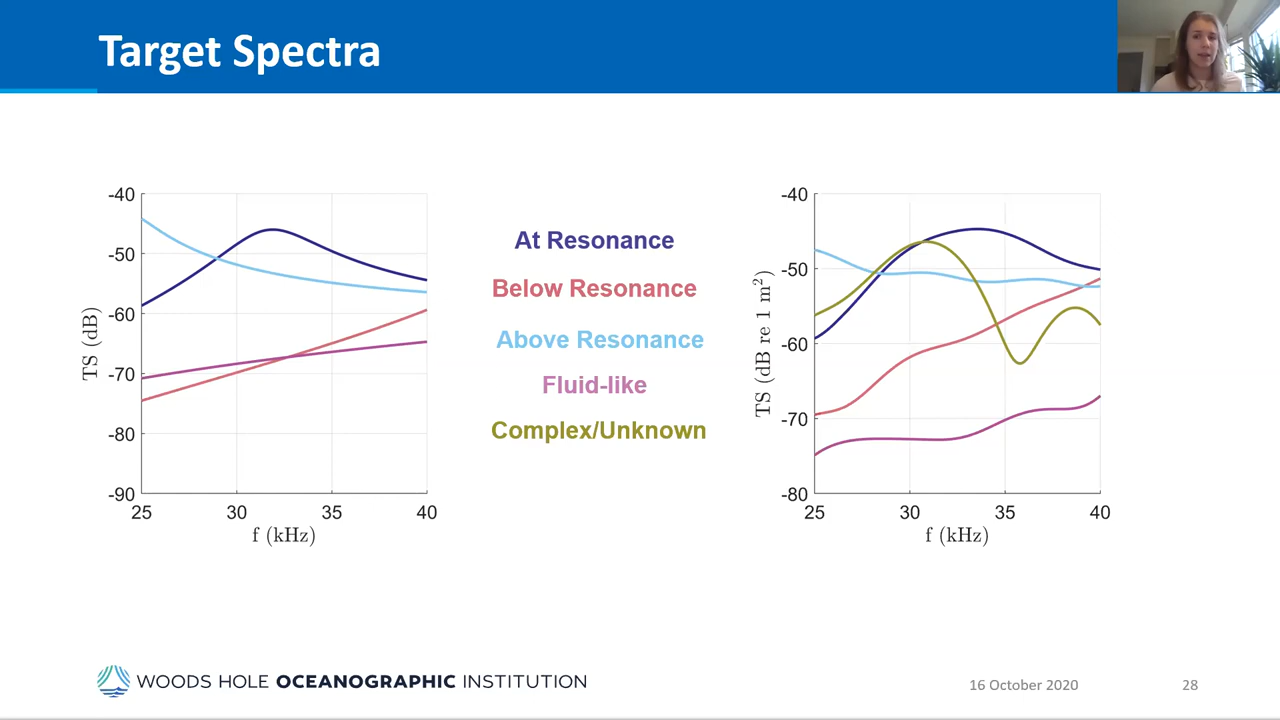 Target Spectra
-40
-50
-60
-70
-80
-90
TS (dB)
25
30
35
40
f (kHz)
At Resonance
Below Resonance
Above Resonance
Fluid-like
Complex/Unknown
-40
-50
-60
-70
-80
TS (dB re 1 m²)
25
30
35
40
f (kHz)
WOODS HOLE OCEANOGRAPHIC INSTITUTION
16 October 2020
28